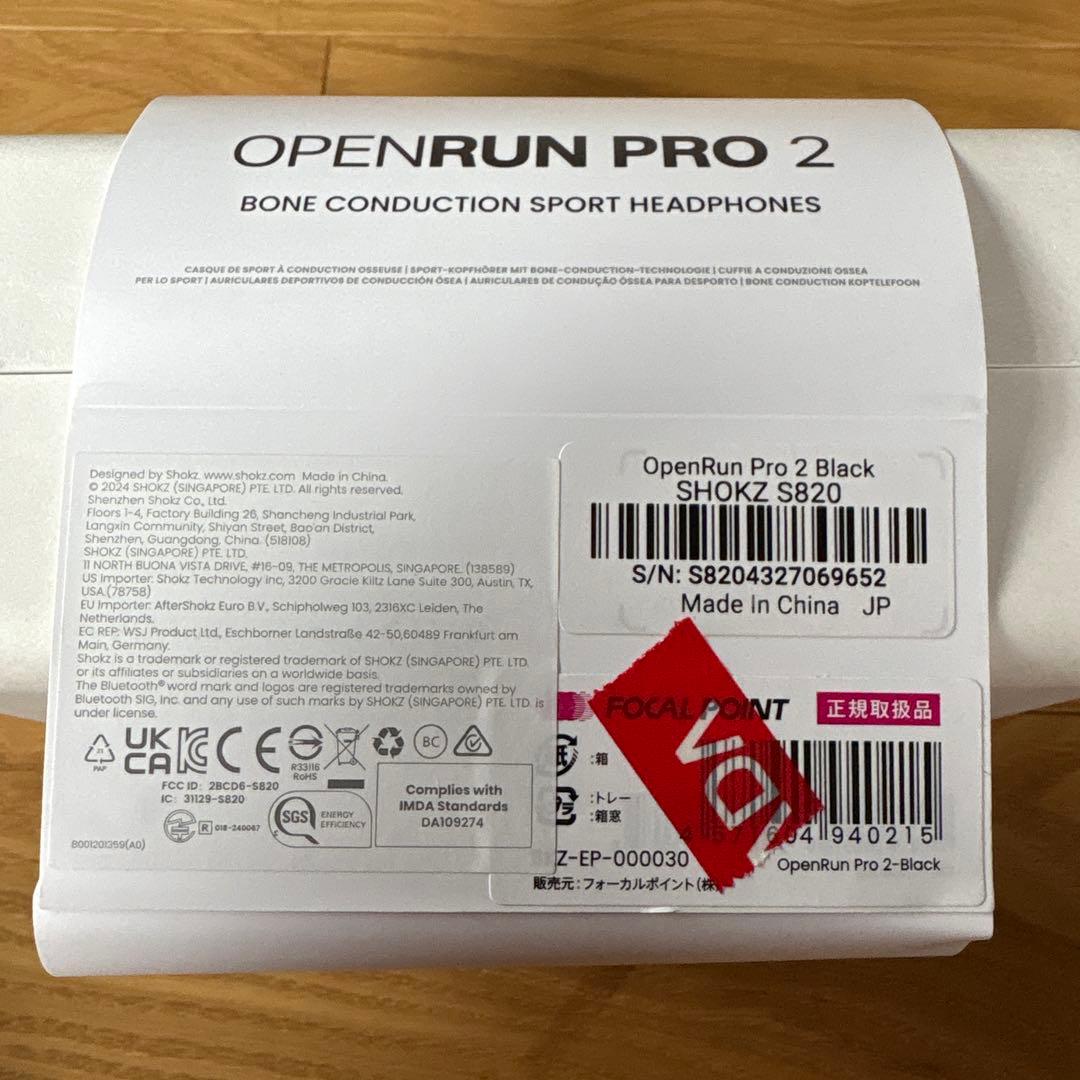 OPENRUN PRO 2
BONE CONDUCTION SPORT HEADPHONES
CASQUE DE SPORT À CONDUCTION OSSEUSE | SPORT-KOPFHÖRER MIT BONE-CONDUCTION-TECHNOLOGIE | CUFFIE A CONDUZIONE OSSEA
PER LO SPORT | AURICULARES DEPORTIVOS DE CONDUCCIÓN ÓSEA | AURICULARES DE CONDUÇÃO ÓSSEA PARA DESPORTO | BONE CONDUCTION KOPTELEFOON
Designed by Shokz. www.shokz.com Made in China.
© 2024 SHOKZ (SINGAPORE) PTE. LTD. All rights reserved.
Shenzhen Shokz Co., Ltd.
Floors 1-4, Factory Building 26, Shancheng Industrial Park,
Langxin Community, Shiyan Street, Bao'an District,
Shenzhen, Guangdong, China. (518108)
SHOKZ (SINGAPORE) PTE. LTD.
11 NORTH BUONA VISTA DRIVE, #16-09, THE METROPOLIS, SINGAPORE. (138589)
US Importer: Shokz Technology Inc, 3200 Gracie Kiltz Lane Suite 300, Austin, TX,
USA.(78758)
EU Importer: AfterShokz Euro B.V., Schipholweg 103, 2316XC Leiden, The
Netherlands.
EC REP: WSJ Product Ltd., Eschborner Landstraße 42-50,60489 Frankfurt am
Main, Germany.
Shokz is a trademark or registered trademark of SHOKZ (SINGAPORE) PTE. LTD.
or its affiliates or subsidiaries on a worldwide basis.
The Bluetooth® word mark and logos are registered trademarks owned by
Bluetooth SIG, Inc. and any use of such marks by SHOKZ (SINGAPORE) PTE. LTD. is
under license.
21
PAP
UK
CA
CE
R33116
RoHS
BC
FCC ID: 2BCD6-S820
IC: 31129-S820
R 018-240067
SGS
ENERGY
EFFICIENCY
Complies with
IMDA Standards
DA109274
B001201359(A0)
OpenRun Pro 2 Black
SHOKZ S820
S/N: S8204327069652
Made In China JP
FOCAL POINT
正規取扱品
紙
:箱
プラ
:トレー
:箱窓
940215
Z-EP-000030
OpenRun Pro 2-Black
販売元:フォーカルポイント(株